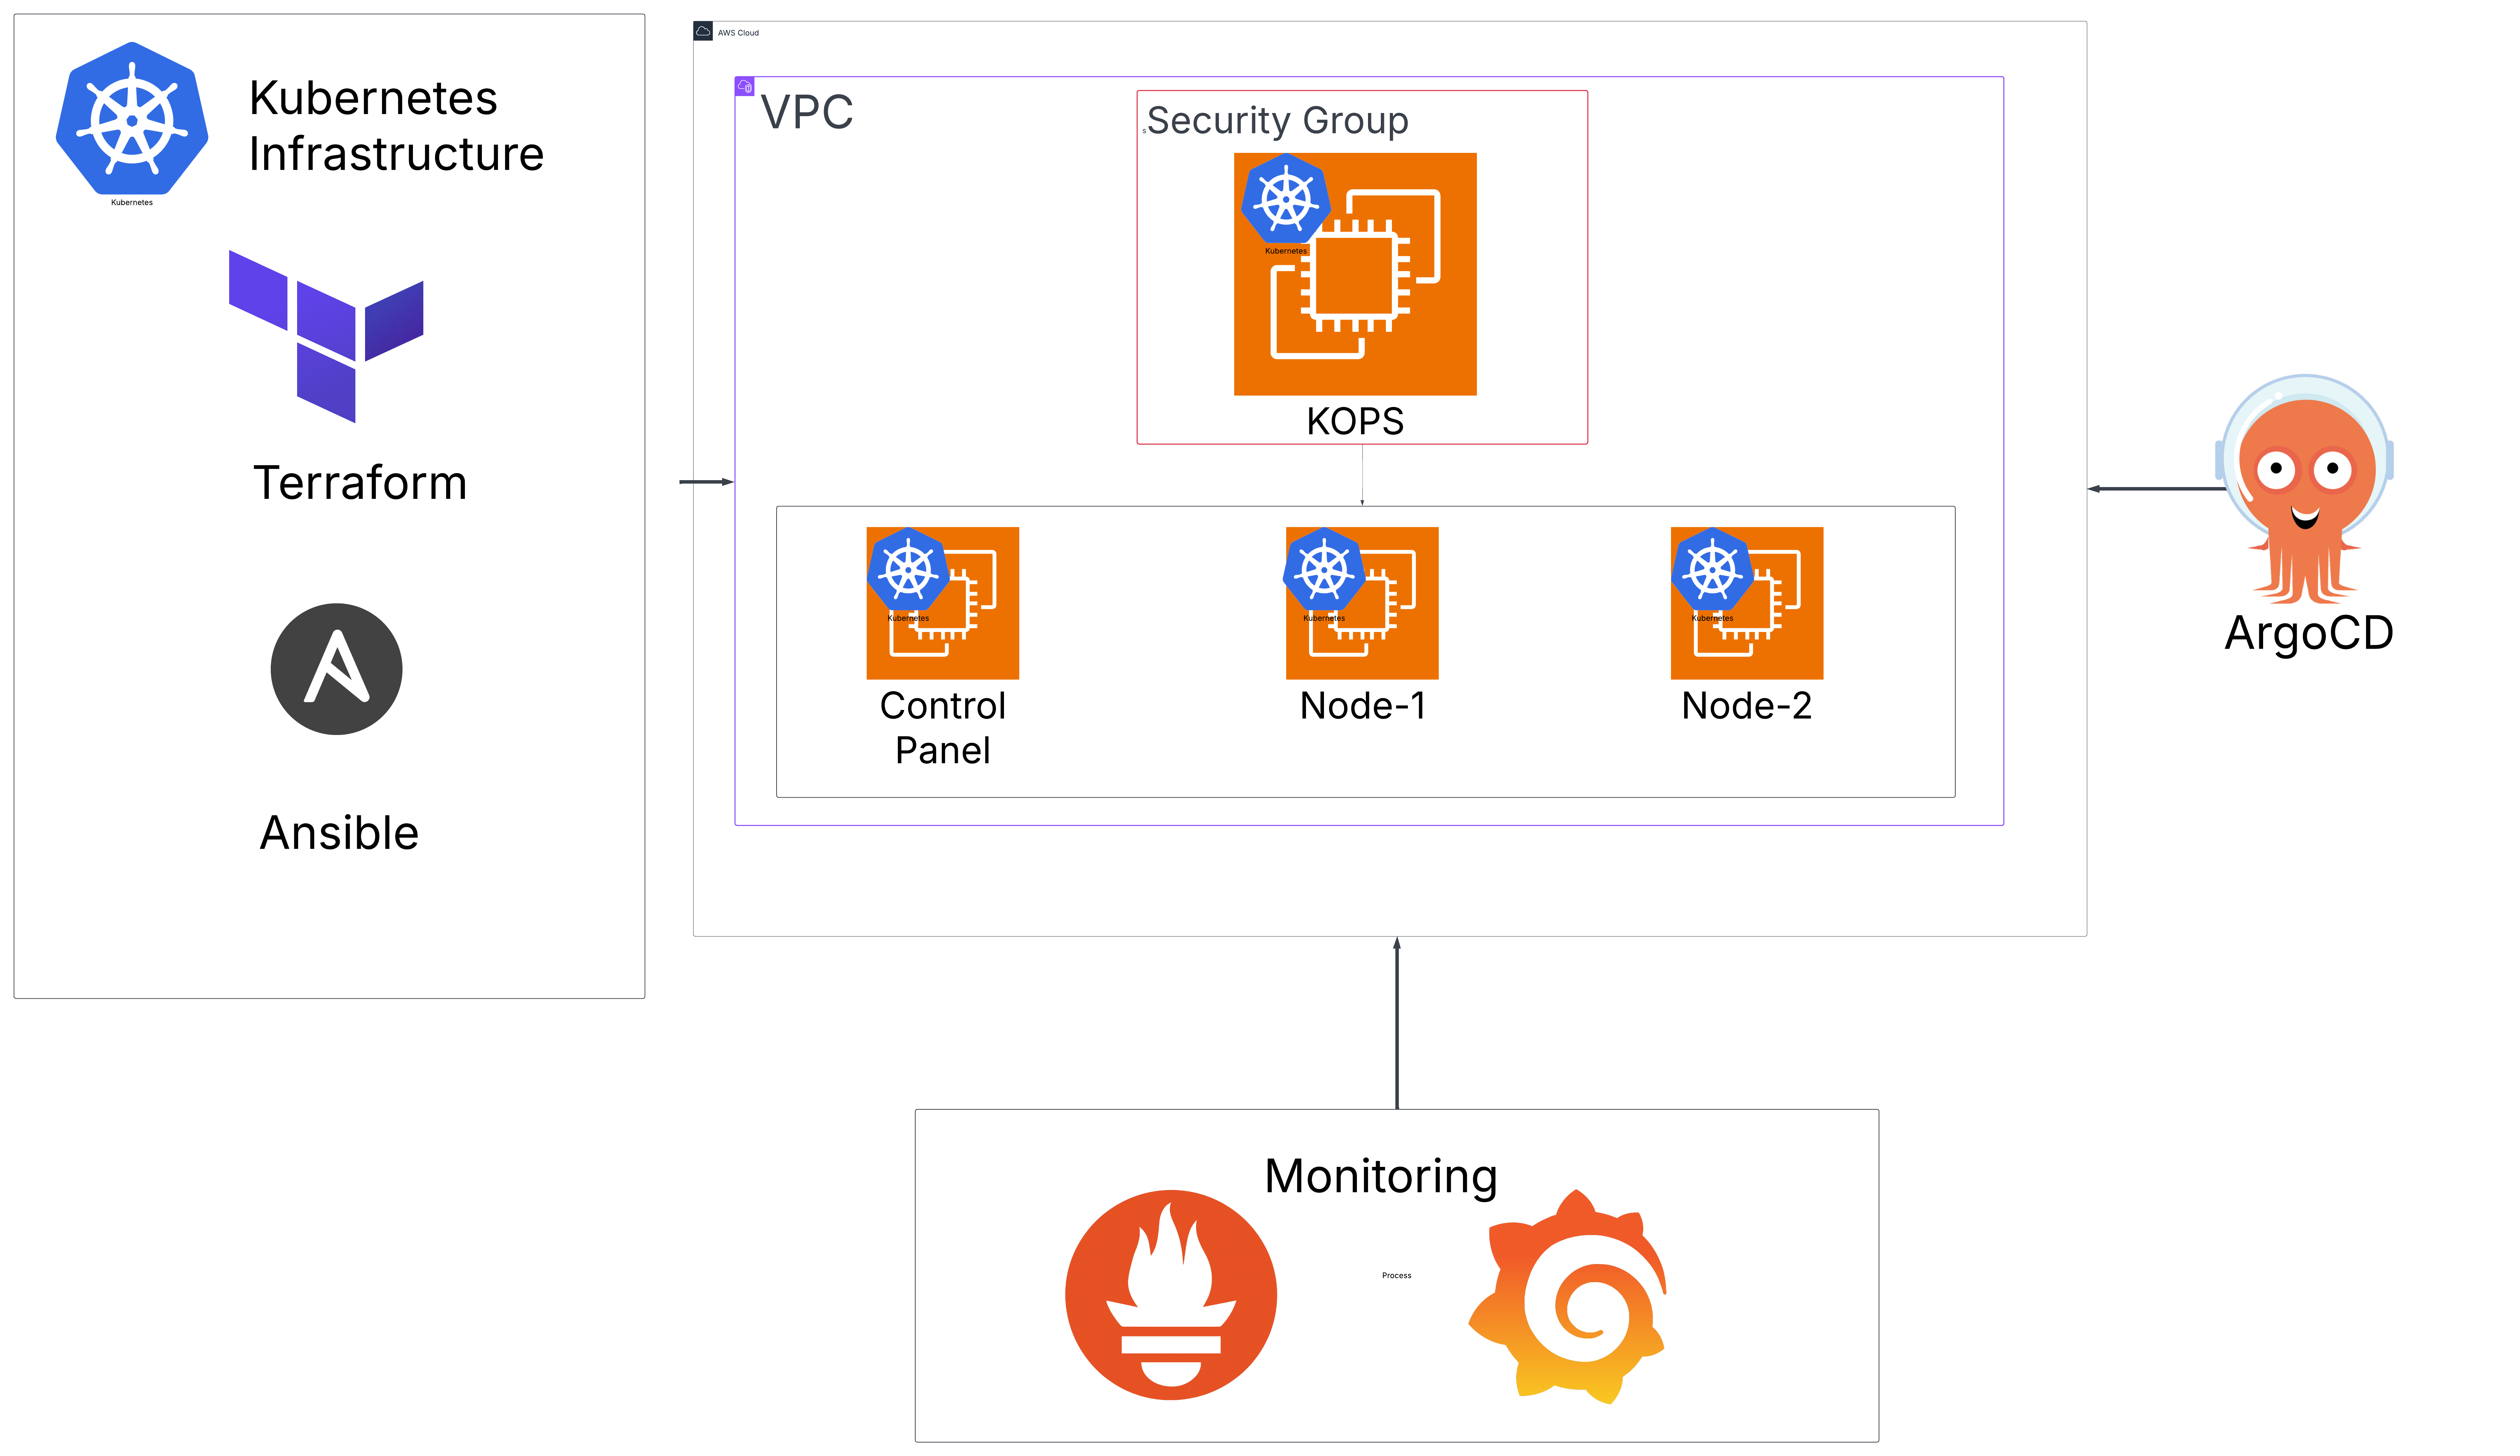 Kubernetes
Infrastructure
Kubernetes
Terraform
Ansible
AWS Cloud
VPC
s
Security Group
Kubernetes
KOPS
Kubernetes
Kubernetes
Kubernetes
Control
Panel
Node-1
Node-2
ArgoCD
Monitoring
Process